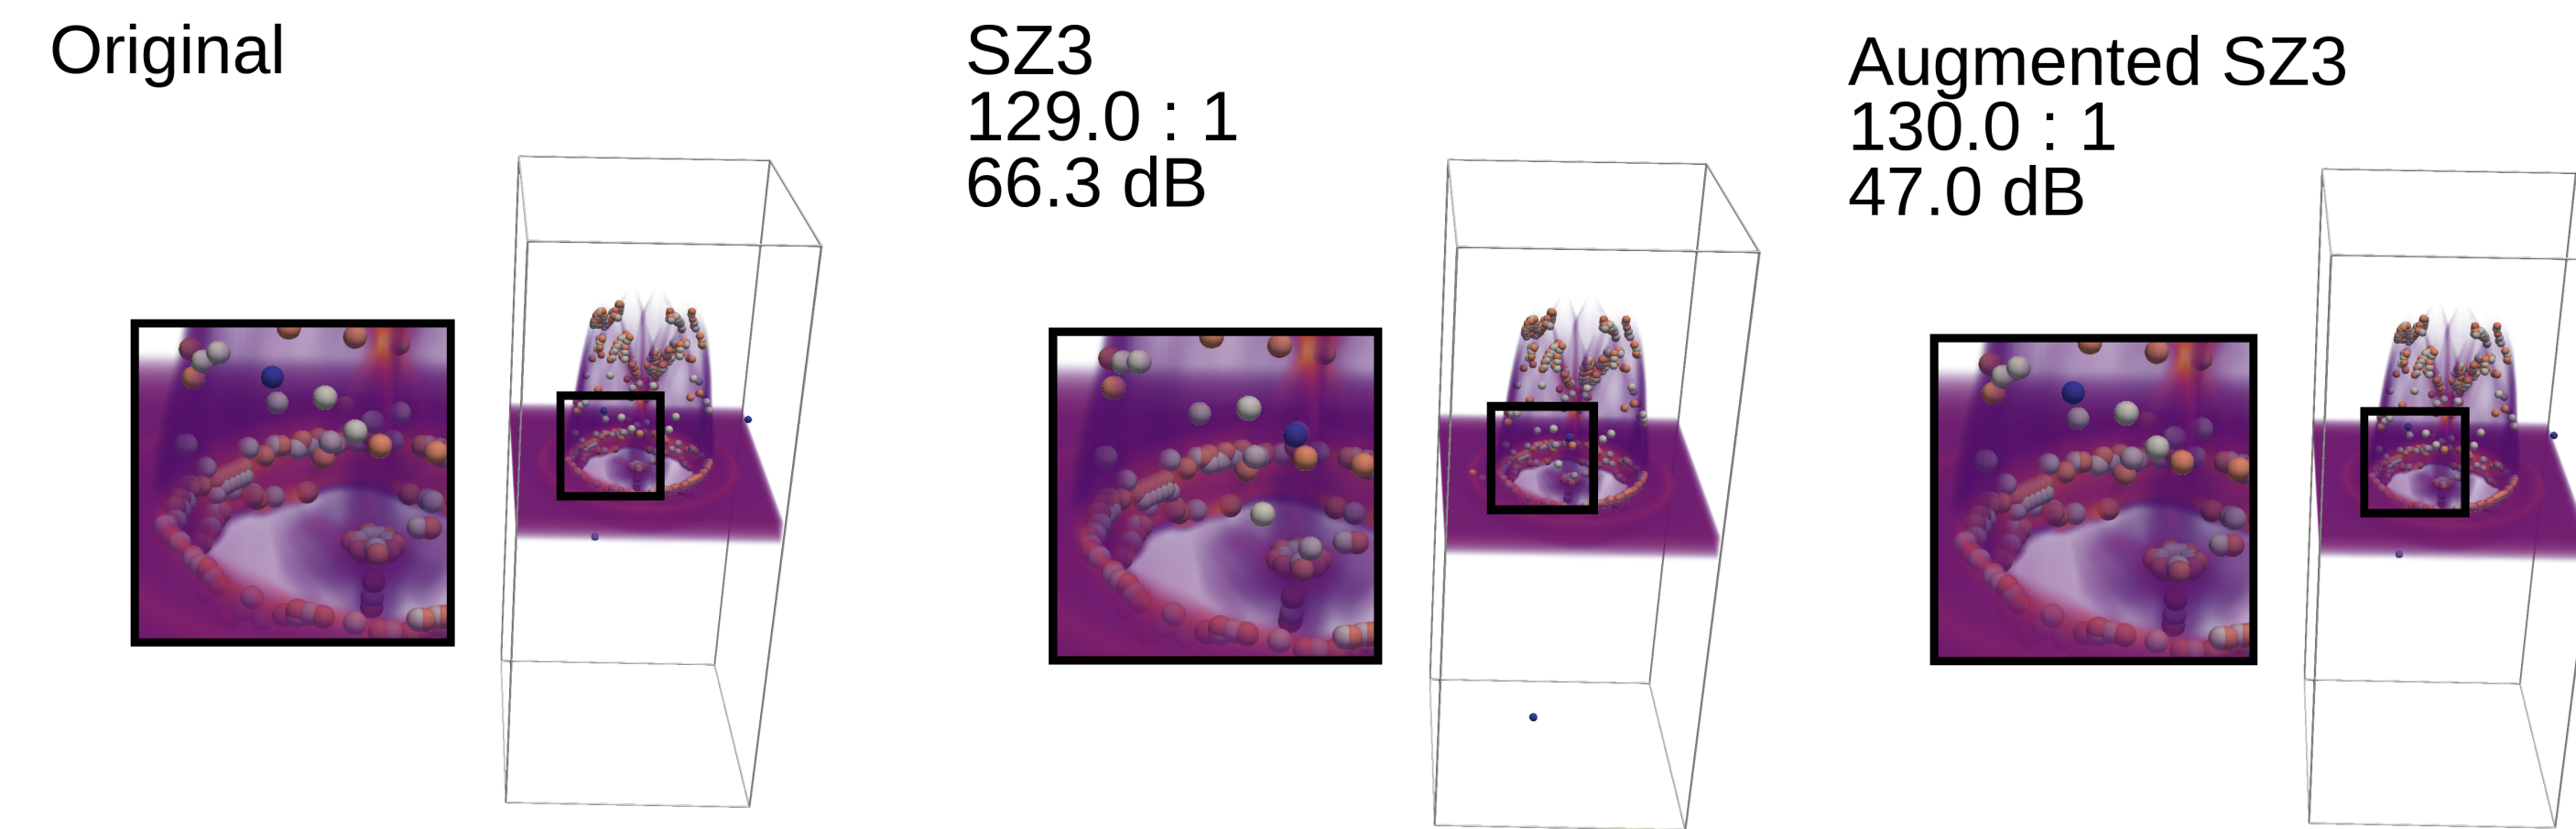 Original
SZ3
129.0 : 1
66.3 dB
Augmented SZ3
130.0 : 1
47.0 dB